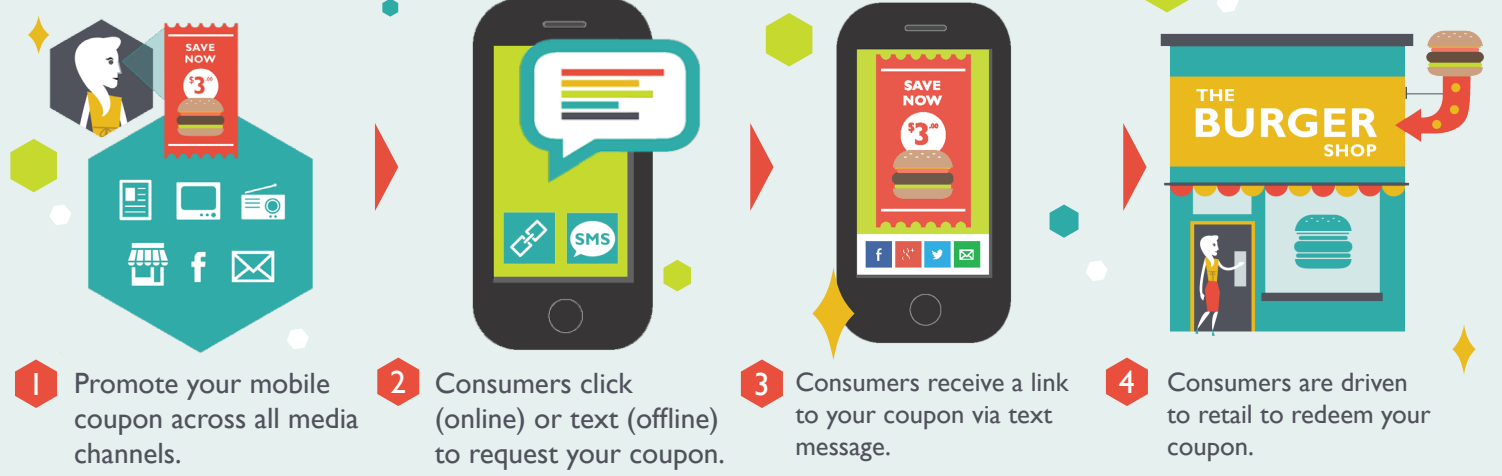 SAVE
NOW
$3.00
SMS
SAVE
NOW
$3.00
f
g+
THE
BURGER
SHOP
f
1 Promote your mobile
coupon across all media
channels.
2 Consumers click
(online) or text (offline)
to request your coupon.
3 Consumers receive a link
to your coupon via text
message.
4 Consumers are driven
to retail to redeem your
coupon.